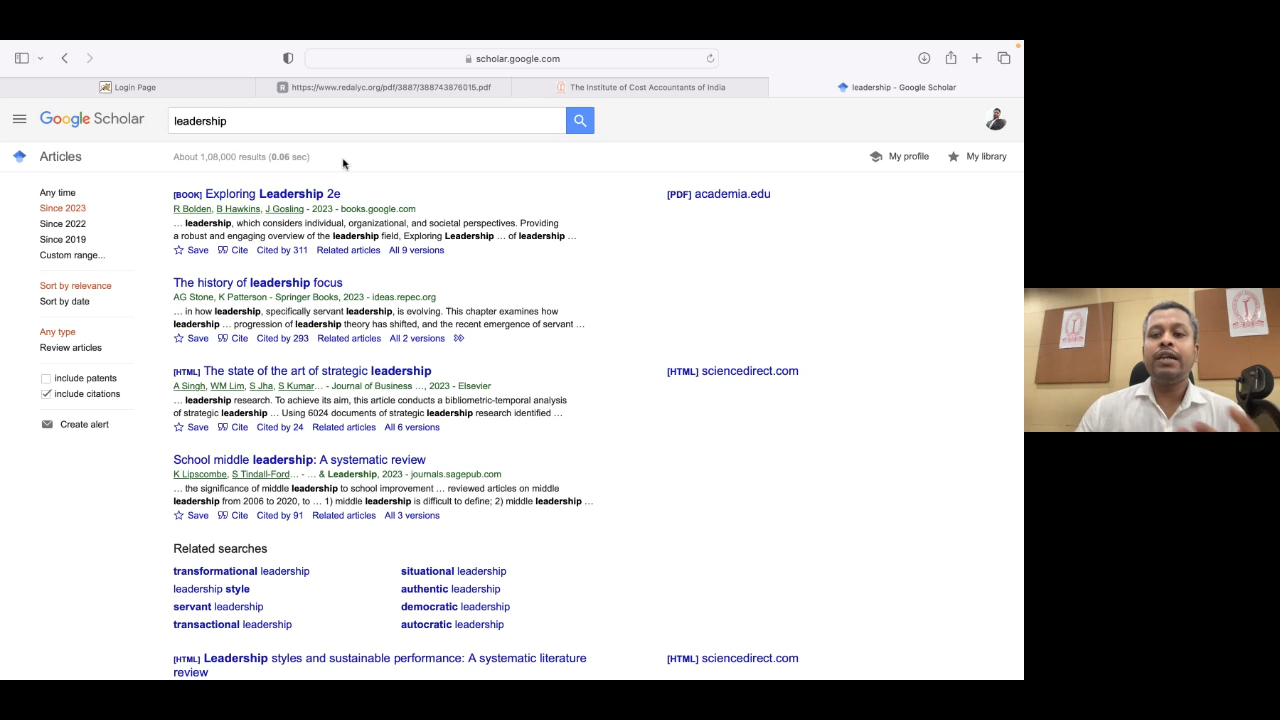 scholar.google.com
Login Page
https://www.redalyc.org/pdf/3887/388743876015.pdf
The Institute of Cost Accountants of India
leadership - Google Scholar
Google Scholar
leadership
Articles
About 1,08,000 results (0.06 sec)
My profile
My library
Any time
Since 2023
Since 2022
Since 2019
Custom range...
Sort by relevance
Sort by date
Any type
Review articles
include patents
include citations
Create alert
[BOOK] Exploring Leadership 2e
R Bolden, B Hawkins, J Gosling - 2023 - books.google.com
... leadership, which considers individual, organizational, and societal perspectives. Providing
a robust and engaging overview of the leadership field, Exploring Leadership ... of leadership ...
Save Cite Cited by 311 Related articles All 9 versions
[PDF] academia.edu
The history of leadership focus
AG Stone, K Patterson - Springer Books, 2023 - ideas.repec.org
... in how leadership, specifically servant leadership, is evolving. This chapter examines how
leadership ... progression of leadership theory has shifted, and the recent emergence of servant ...
Save Cite Cited by 293 Related articles All 2 versions
[HTML] The state of the art of strategic leadership
A Singh, WM Lim, S Jha, S Kumar... - Journal of Business ..., 2023 - Elsevier
... leadership research. To achieve its aim, this article conducts a bibliometric-temporal analysis
of strategic leadership ... Using 6024 documents of strategic leadership research identified ...
Save Cite Cited by 24 Related articles All 6 versions
[HTML] sciencedirect.com
School middle leadership: A systematic review
K Lipscombe, S Tindall-Ford... - ... & Leadership, 2023 - journals.sagepub.com
... the significance of middle leadership to school improvement ... reviewed articles on middle
leadership from 2006 to 2020, to ... 1) middle leadership is difficult to define; 2) middle leadership ...
Save Cite Cited by 91 Related articles All 3 versions
Related searches
transformational leadership
situational leadership
leadership style
authentic leadership
servant leadership
democratic leadership
transactional leadership
autocratic leadership
[HTML] Leadership styles and sustainable performance: A systematic literature
review
[HTML] sciencedirect.com